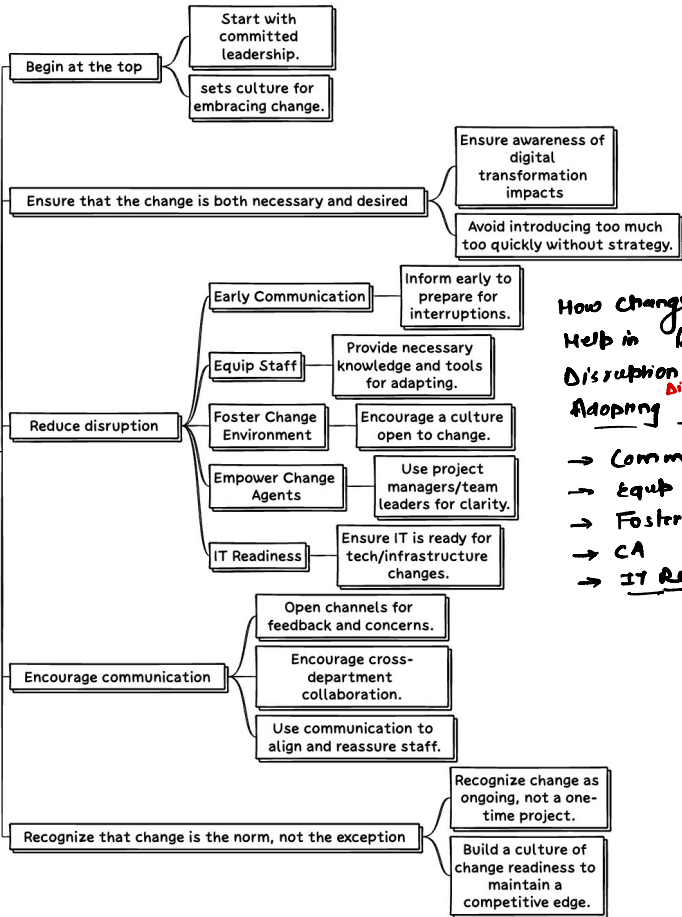 Begin at the top
Start with
committed
leadership.
sets culture for
embracing change.
Ensure that the change is both necessary and desired
Ensure awareness of
digital
transformation
impacts
Avoid introducing too much
too quickly without strategy.
Reduce disruption
Early Communication
Inform early to
prepare for
interruptions.
Equip Staff
Provide necessary
knowledge and tools
for adapting.
Foster Change
Environment
Encourage a culture
open to change.
Empower Change
Agents
Use project
managers/team
leaders for clarity.
IT Readiness
Ensure IT is ready for
tech/infrastructure
changes.
Encourage communication
Open channels for
feedback and concerns.
Encourage cross-
department
collaboration.
Use communication to
align and reassure staff.
Recognize that change is the norm, not the exception
Recognize change as
ongoing, not a one-
time project.
Build a culture of
change readiness to
maintain a
competitive edge.
How Chang
Help in
Disruption
Di
Adopting
→ Comm
→ Equip
→ Foster
→ CA
→ IT Re